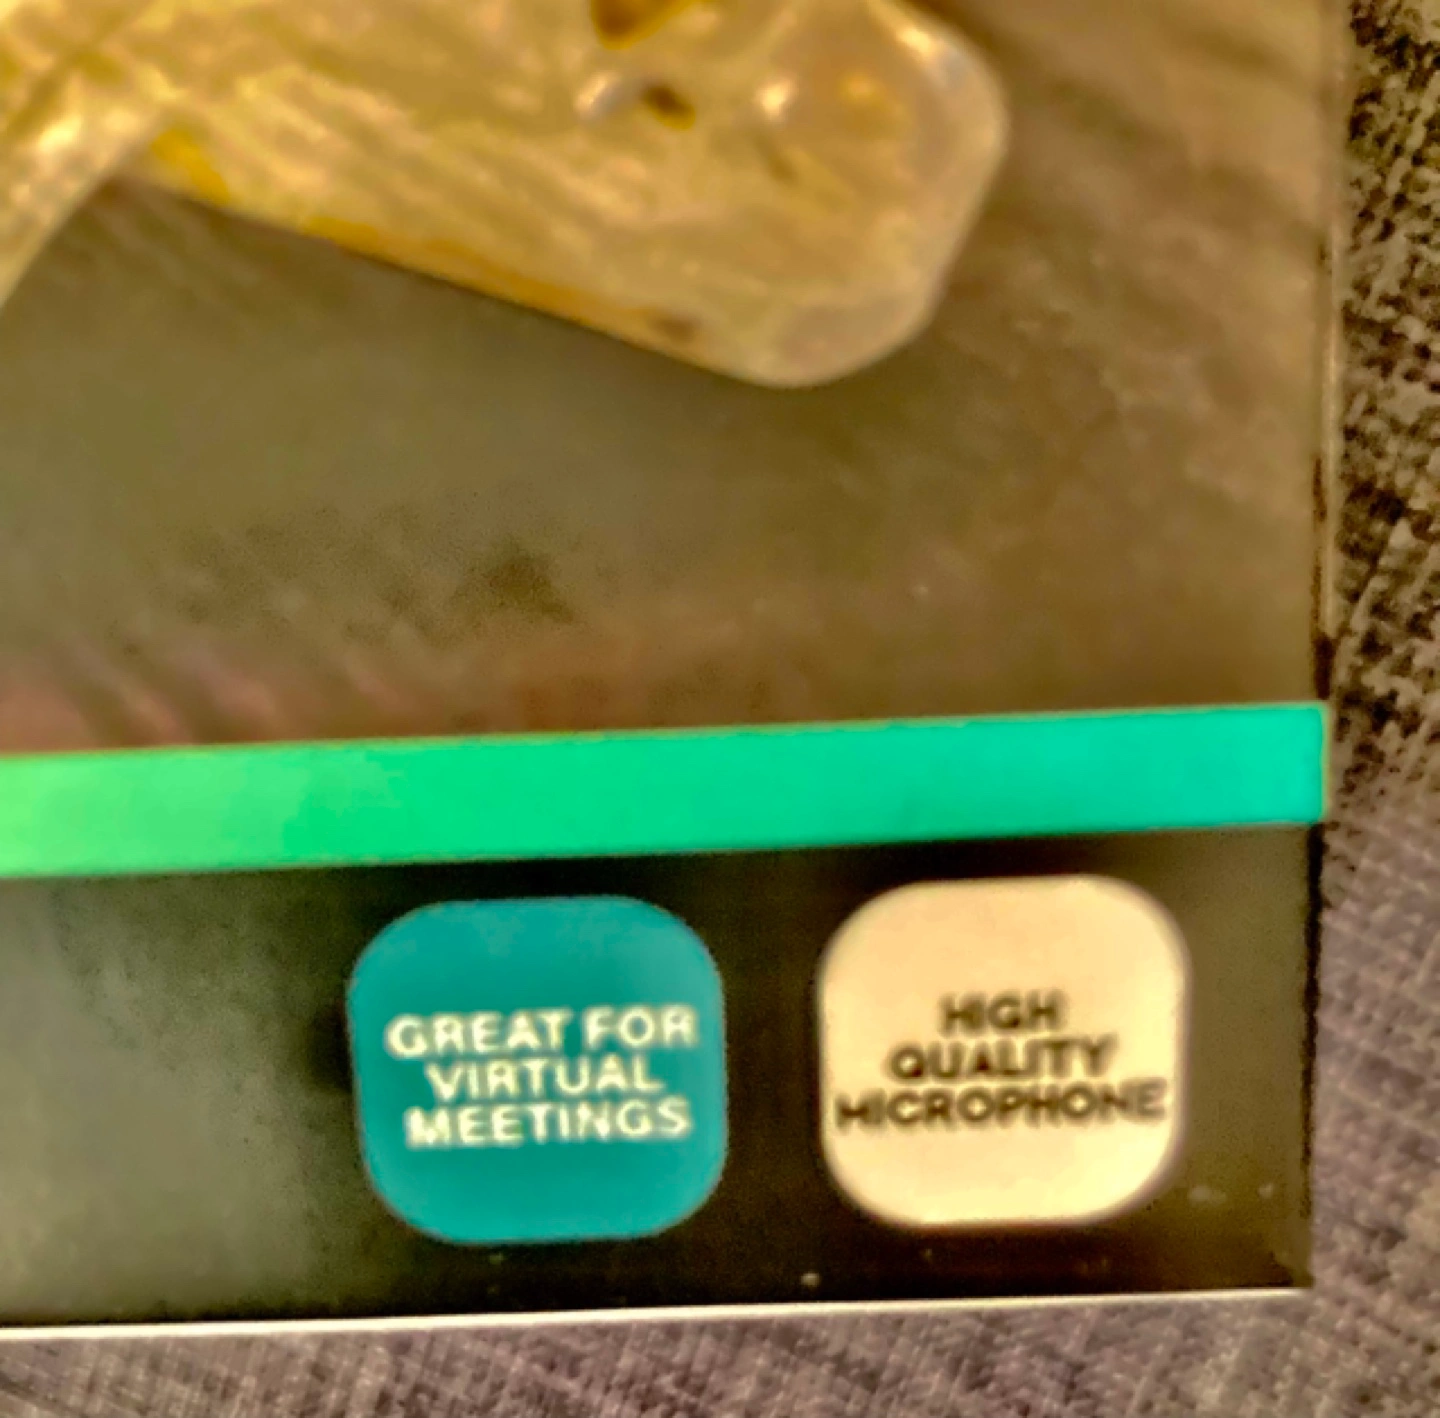 GREAT FOR
VIRTUAL
MEETINGS
HIGH
QUALITY
MICROPHONE